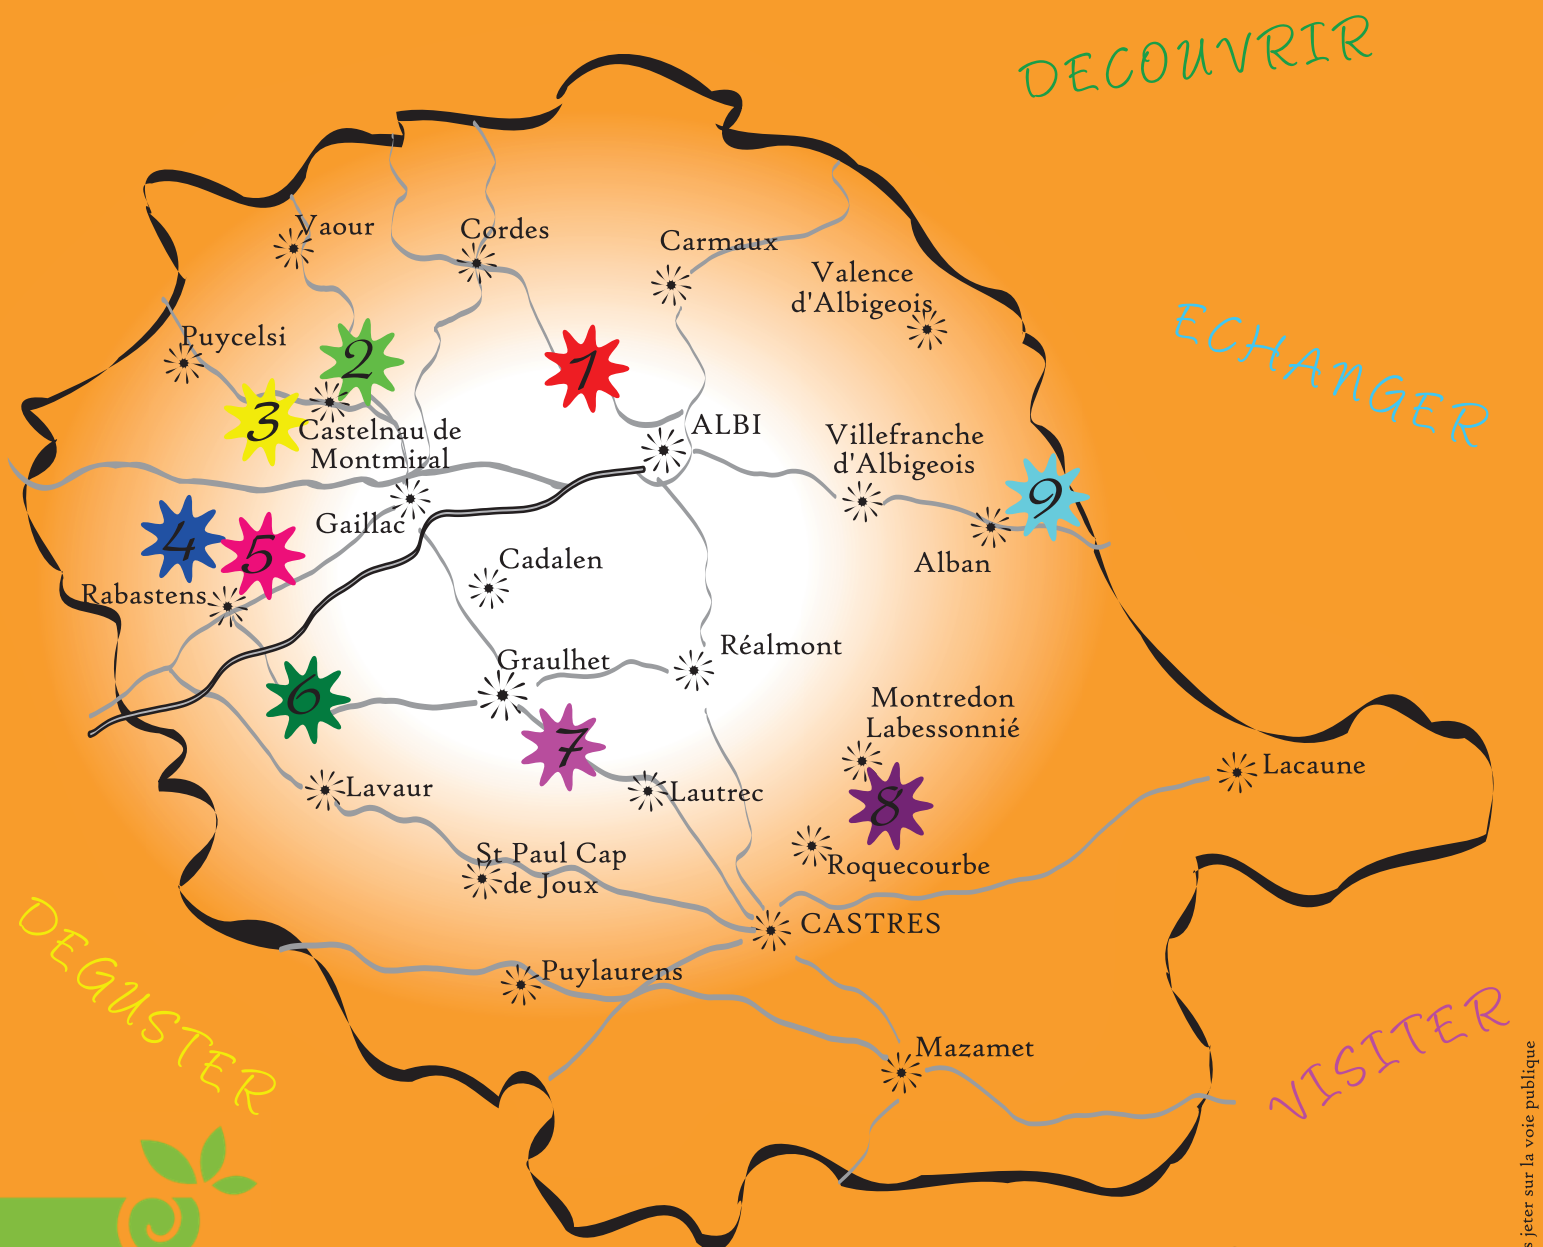 DECOUVRIR
Vaour
Cordes
Carmaux
Valence
d'Albigeois
ECHANGER
Puycelsi
2
1
3
Castelnau de
Montmiral
ALBI
Villefranche
d'Albigeois
9
Gaillac
4
5
Alban
Cadalen
Rabastens
Graulhet
Réalmont
6
Montredon
Labessonnié
7
Lacaune
Lavaur
Lautrec
8
St Paul Cap
de Joux
Roquecourbe
CASTRES
DEGUSTER
Puylaurens
VISITER
Mazamet
jeter sur la voie publique